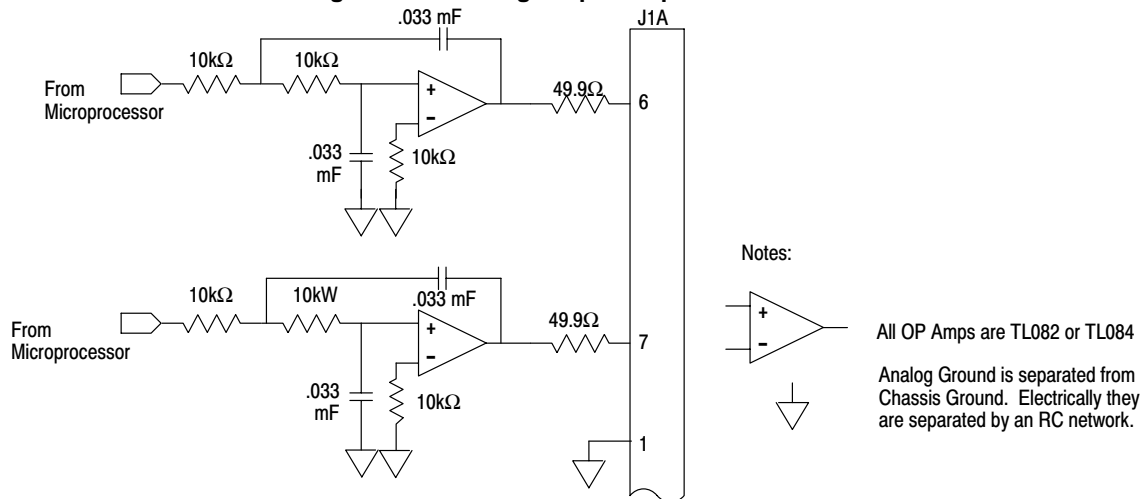 .033 mF
J1A
10kΩ
10kΩ
+
-
49.9Ω
6
From
Microprocessor
.033
mF
10kΩ
Notes:
10kΩ
10kW
.033 mF
+
-
49.9Ω
7
From
Microprocessor
.033
mF
10kΩ
+
-
All OP Amps are TL082 or TL084
Analog Ground is separated from
Chassis Ground. Electrically they
are separated by an RC network.
1